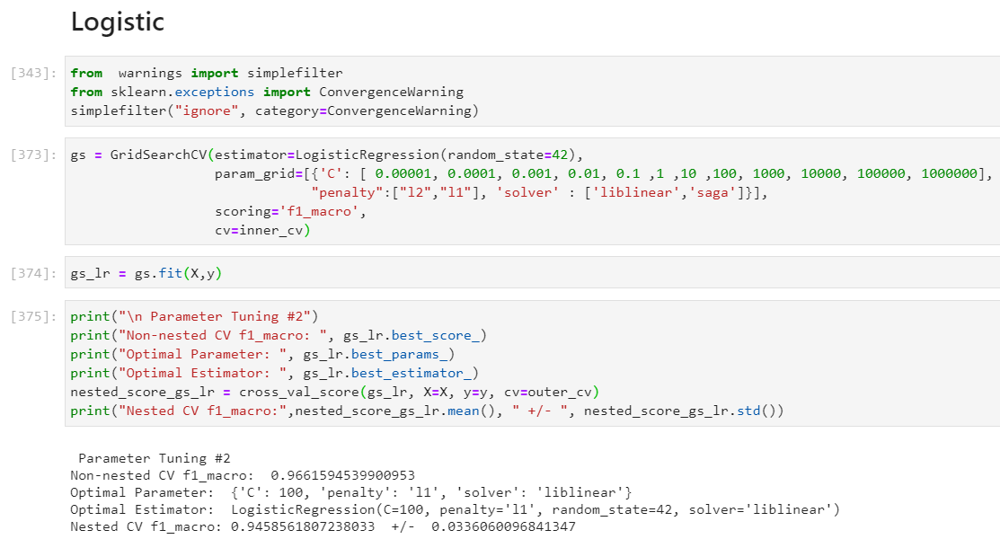 Logistic
[343]: from  warnings import simplefilter
from sklearn.exceptions import ConvergenceWarning
simplefilter("ignore", category=ConvergenceWarning)
[373]: gs = GridSearchCV(estimator=LogisticRegression(random_state=42),
param_grid=[{'C': [ 0.00001, 0.0001, 0.001, 0.01, 0.1 ,1 ,10 ,100, 1000, 10000, 100000, 1000000],
"penalty":["l2","l1"], 'solver' : ['liblinear','saga']}],
scoring='f1_macro',
cv=inner_cv)
[374]: gs_lr = gs.fit(X,y)
[375]: print("\n Parameter Tuning #2")
print("Non-nested CV f1_macro: ", gs_lr.best_score_)
print("Optimal Parameter: ", gs_lr.best_params_)
print("Optimal Estimator: ", gs_lr.best_estimator_)
nested_score_gs_lr = cross_val_score(gs_lr, X=X, y=y, cv=outer_cv)
print("Nested CV f1_macro:",nested_score_gs_lr.mean(), " +/- ", nested_score_gs_lr.std())
Parameter Tuning #2
Non-nested CV f1_macro:  0.9661594539900953
Optimal Parameter:  {'C': 100, 'penalty': 'l1', 'solver': 'liblinear'}
Optimal Estimator:  LogisticRegression(C=100, penalty='l1', random_state=42, solver='liblinear')
Nested CV f1_macro: 0.9458561807238033  +/-  0.0336060096841347